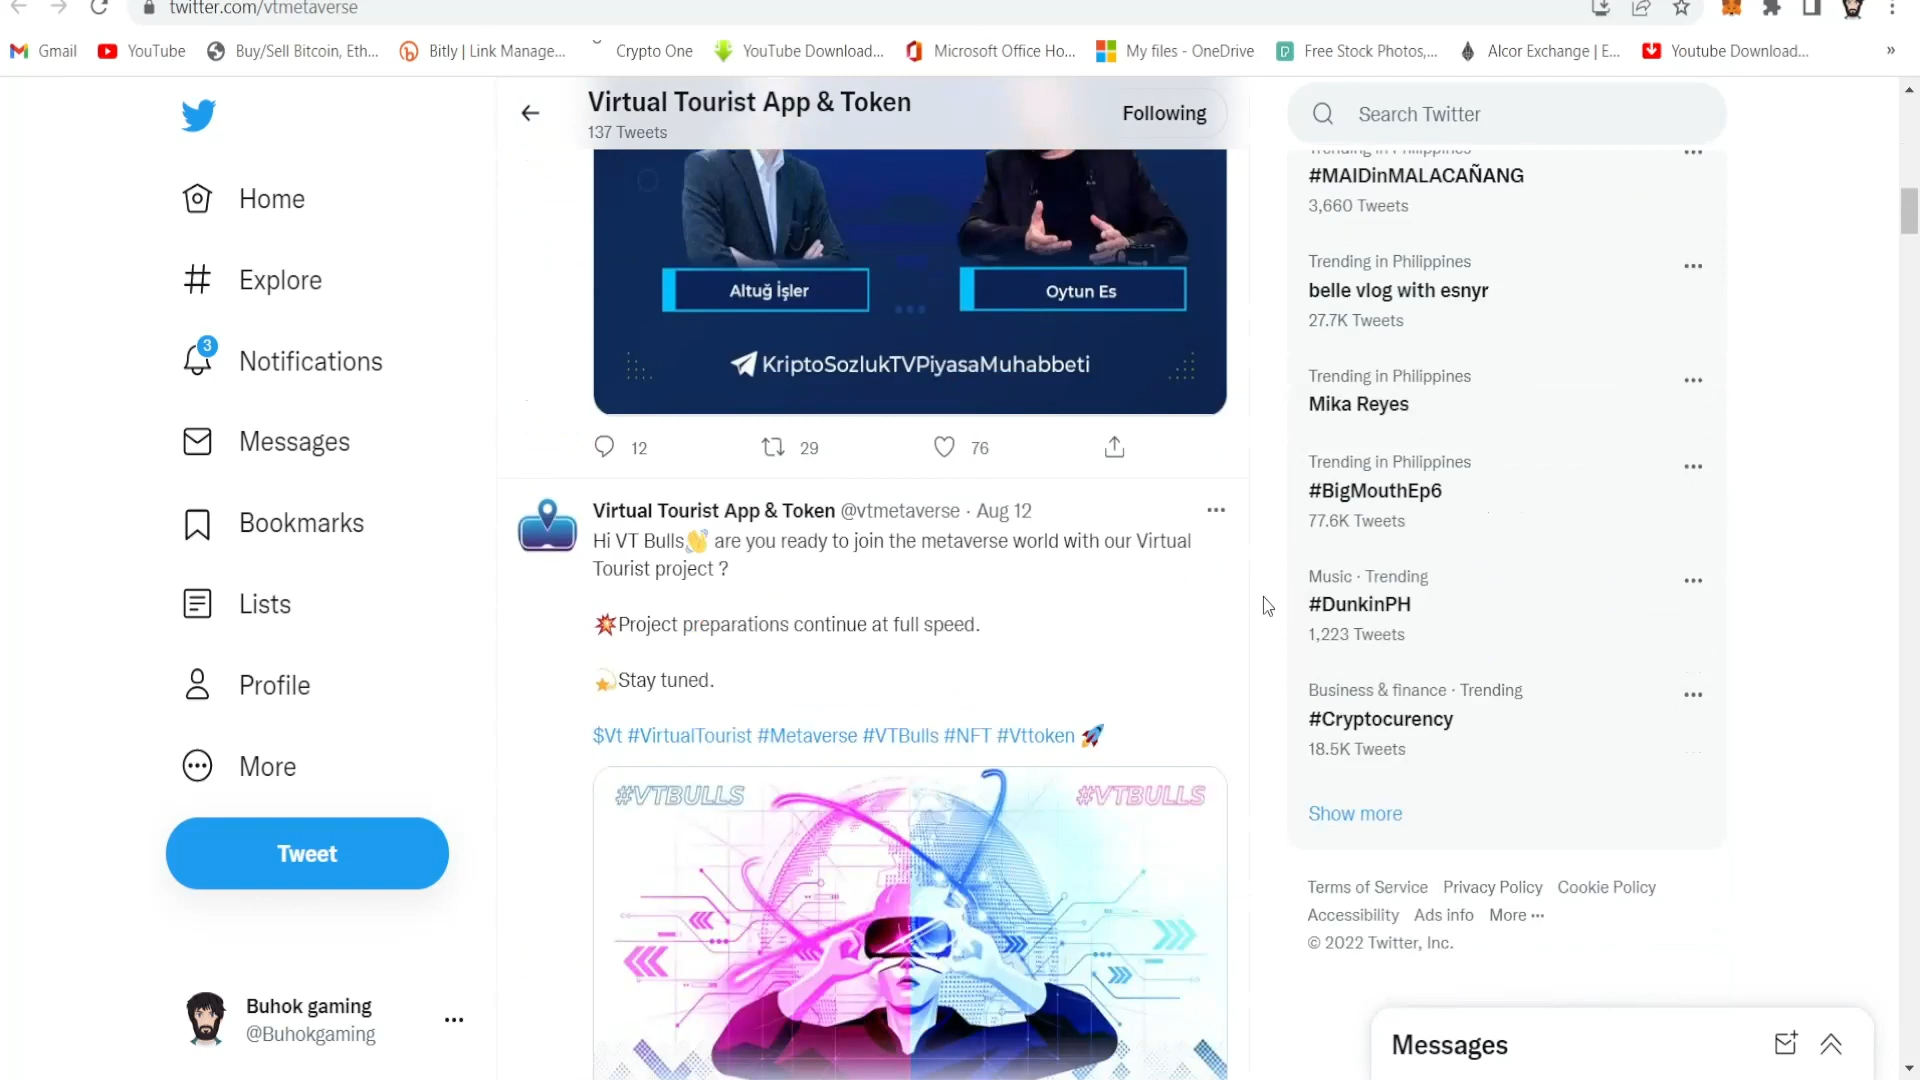 twitter.com/vtmetaverse
Gmail
YouTube
Buy/Sell Bitcoin, Eth...
Bitly | Link Manage...
Crypto One
YouTube Download...
Microsoft Office Ho...
My files - OneDrive
Free Stock Photos,...
Alcor Exchange | E...
Youtube Download...
»
Home
Explore
3
Notifications
Messages
Bookmarks
Lists
Profile
More
Tweet
Buhok gaming
@Buhokgaming
Virtual Tourist App & Token
137 Tweets
Following
Altuğ İşler
Oytun Es
KriptoSozlukTVPiyasaMuhabbeti
12
29
76
Virtual Tourist App & Token @vtmetaverse · Aug 12
Hi VT Bulls👋 are you ready to join the metaverse world with our Virtual
Tourist project ?
💥Project preparations continue at full speed.
💫Stay tuned.
$Vt #VirtualTourist #Metaverse #VTBulls #NFT #Vttoken 🚀
#VTBULLS
#VTBULLS
Search Twitter
Trending in Philippines
#MAIDinMALACAÑANG
3,660 Tweets
Trending in Philippines
belle vlog with esnyr
27.7K Tweets
Trending in Philippines
Mika Reyes
Trending in Philippines
#BigMouthEp6
77.6K Tweets
Music · Trending
#DunkinPH
1,223 Tweets
Business & finance · Trending
#Cryptocurency
18.5K Tweets
Show more
Terms of Service Privacy Policy Cookie Policy
Accessibility Ads info More ···
© 2022 Twitter, Inc.
Messages